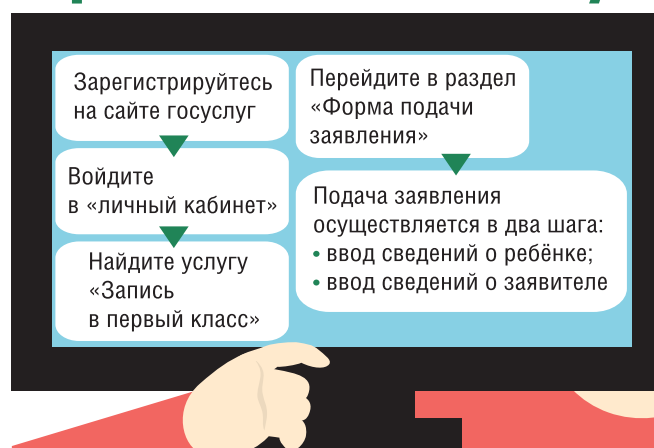 Зарегистрируйтесь
на сайте госуслуг
Войдите
в «личный кабинет»
Найдите услугу
«Запись
в первый класс»
Перейдите в раздел
«Форма подачи
заявления»
Подача заявления
осуществляется в два шага:
• ввод сведений о ребёнке;
• ввод сведений о заявителе